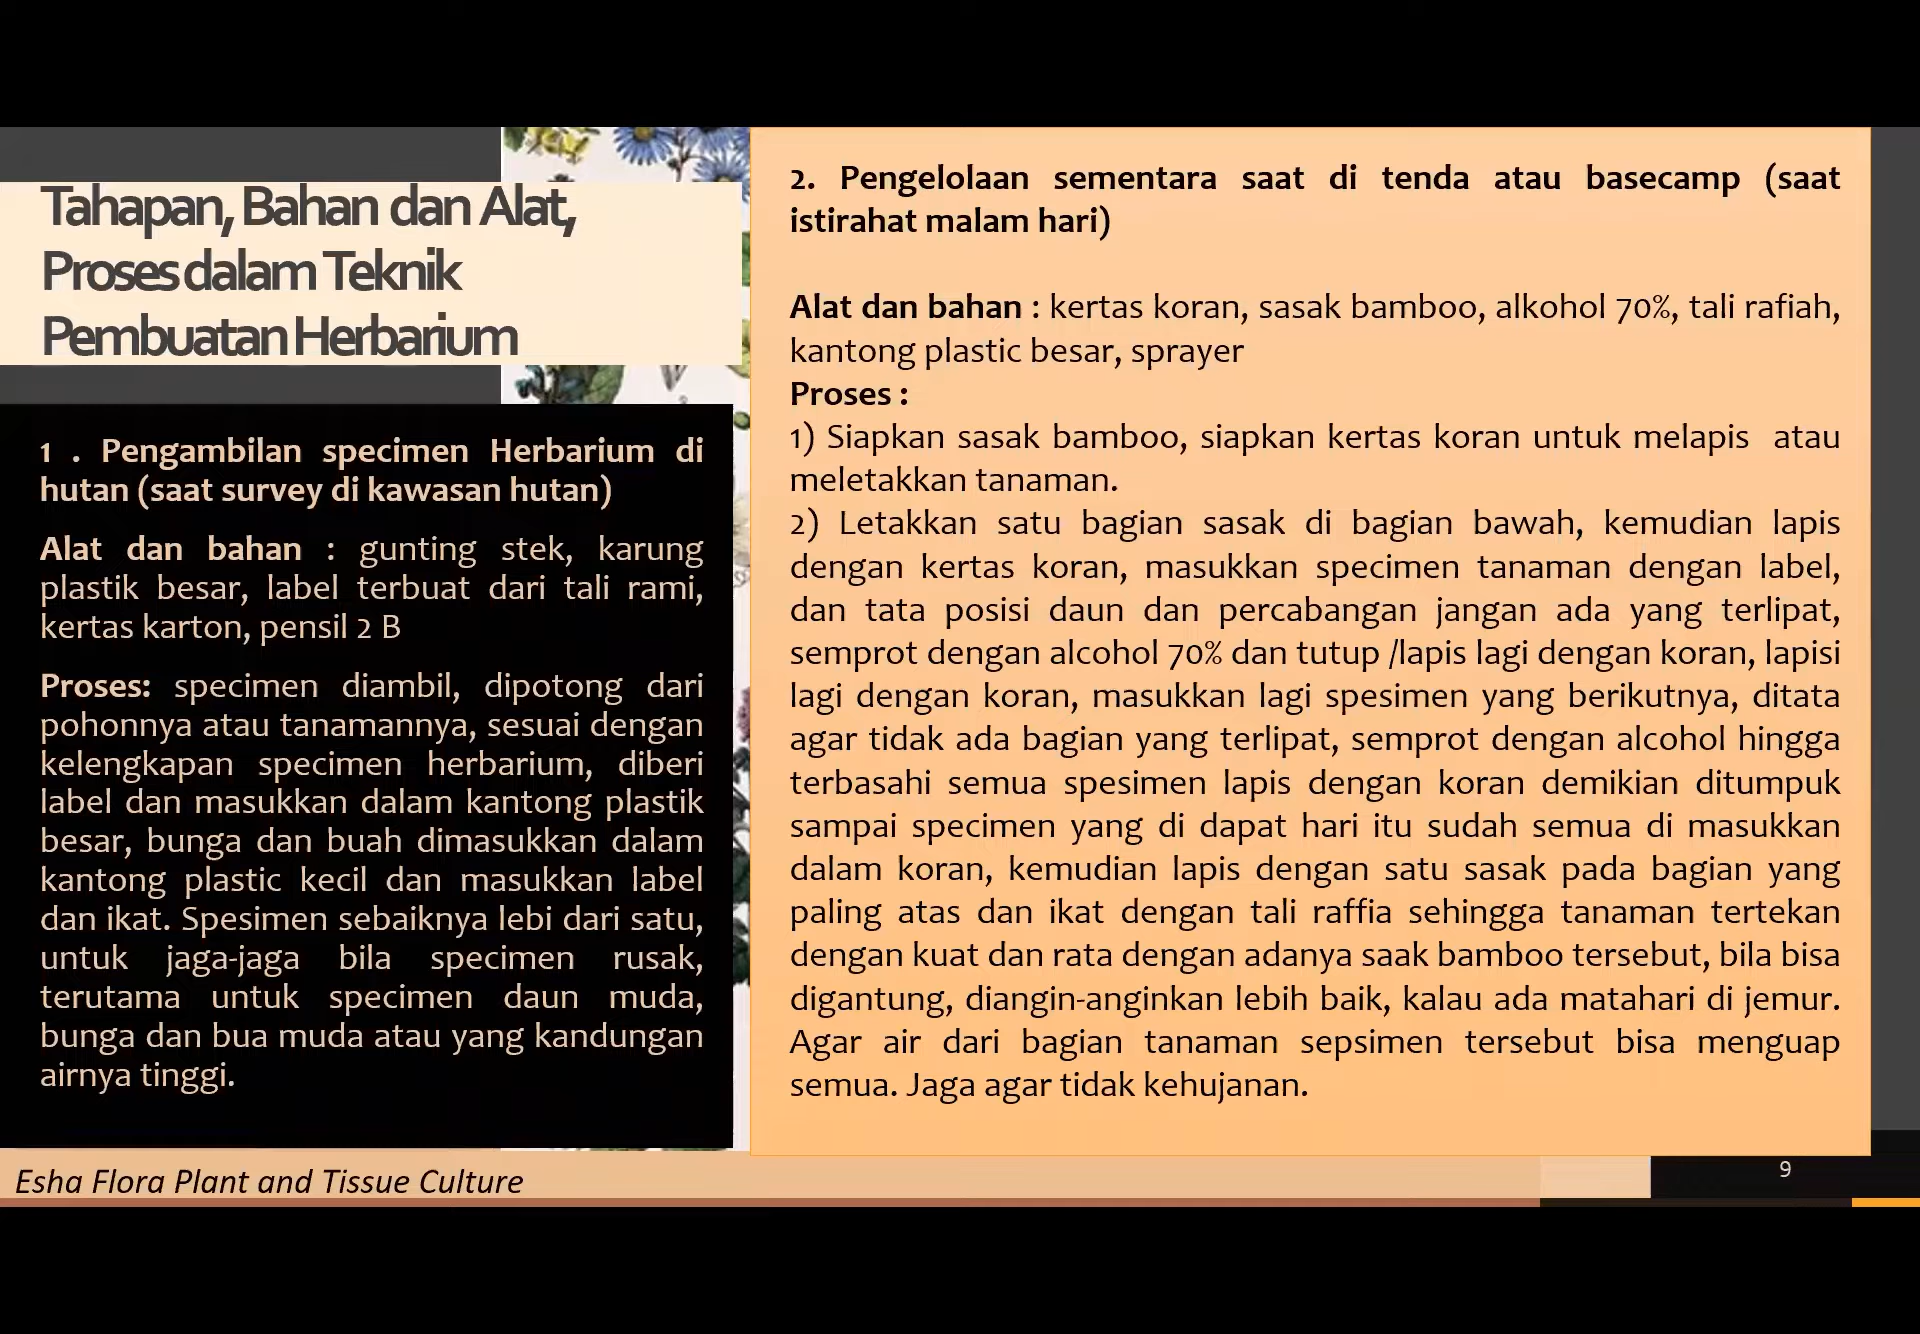 Tahapan, Bahan dan Alat,
Proses dalam Teknik
Pembuatan Herbarium
1 . Pengambilan specimen Herbarium di
hutan (saat survey di kawasan hutan)
Alat dan bahan : gunting stek, karung
plastik besar, label terbuat dari tali rami,
kertas karton, pensil 2 B
Proses: specimen diambil, dipotong dari
pohonnya atau tanamannya, sesuai dengan
kelengkapan specimen herbarium, diberi
label dan masukkan dalam kantong plastik
besar, bunga dan buah dimasukkan dalam
kantong plastic kecil dan masukkan label
dan ikat. Spesimen sebaiknya lebi dari satu,
untuk jaga-jaga bila specimen rusak,
terutama untuk specimen daun muda,
bunga dan bua muda atau yang kandungan
airnya tinggi.
2. Pengelolaan sementara saat di tenda atau basecamp (saat
istirahat malam hari)
Alat dan bahan : kertas koran, sasak bamboo, alkohol 70%, tali rafiah,
kantong plastic besar, sprayer
Proses :
1) Siapkan sasak bamboo, siapkan kertas koran untuk melapis atau
meletakkan tanaman.
2) Letakkan satu bagian sasak di bagian bawah, kemudian lapis
dengan kertas koran, masukkan specimen tanaman dengan label,
dan tata posisi daun dan percabangan jangan ada yang terlipat,
semprot dengan alcohol 70% dan tutup /lapis lagi dengan koran, lapisi
lagi dengan koran, masukkan lagi spesimen yang berikutnya, ditata
agar tidak ada bagian yang terlipat, semprot dengan alcohol hingga
terbasahi semua spesimen lapis dengan koran demikian ditumpuk
sampai specimen yang di dapat hari itu sudah semua di masukkan
dalam koran, kemudian lapis dengan satu sasak pada bagian yang
paling atas dan ikat dengan tali raffia sehingga tanaman tertekan
dengan kuat dan rata dengan adanya saak bamboo tersebut, bila bisa
digantung, diangin-anginkan lebih baik, kalau ada matahari di jemur.
Agar air dari bagian tanaman sepsimen tersebut bisa menguap
semua. Jaga agar tidak kehujanan.
Esha Flora Plant and Tissue Culture
9